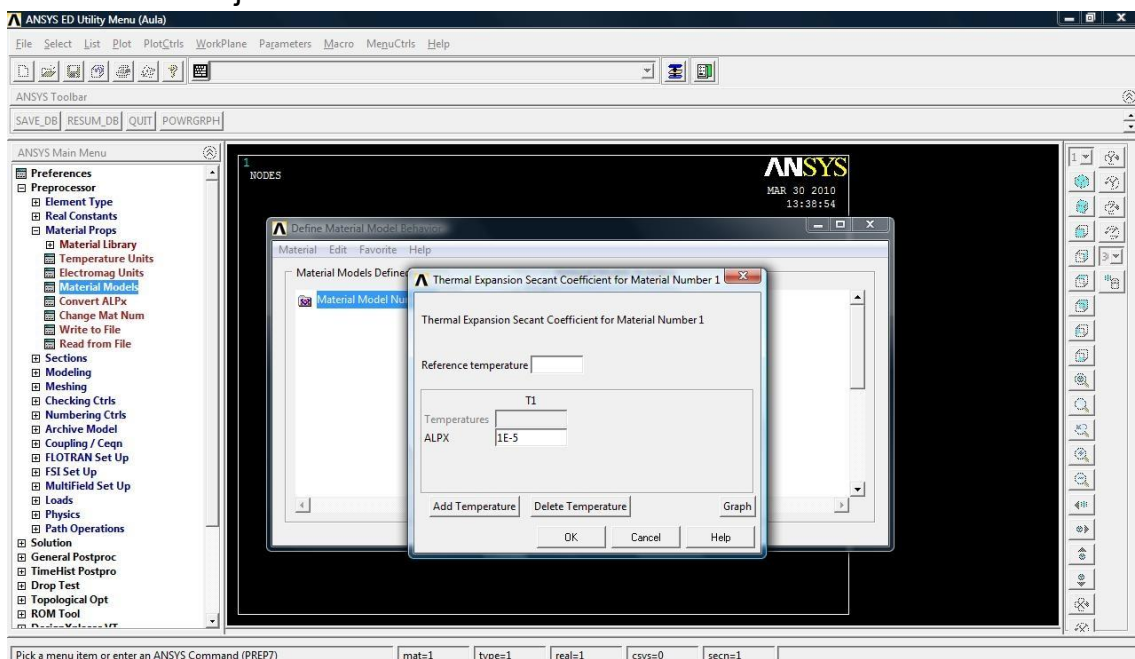 ANSYS ED Utility Menu (Aula)
File Select List Plot PlotCtrls WorkPlane Parameters Macro MenuCtrls Help
ANSYS Toolbar
SAVE_DB RESUM_DB QUIT POWRGRPH
ANSYS Main Menu
Preferences
Preprocessor
Element Type
Real Constants
Material Props
Material Library
Temperature Units
Electromag Units
Material Models
Convert ALPx
Change Mat Num
Write to File
Read from File
Sections
Modeling
Meshing
Checking Ctrls
Numbering Ctrls
Archive Model
Coupling / Ceqn
FLOTRAN Set Up
FSI Set Up
MultiField Set Up
Loads
Physics
Path Operations
Solution
General Postproc
TimeHist Postpro
Drop Test
Topological Opt
ROM Tool
1
NODES
ANSYS
MAR 30 2010
13:38:54
Define Material Model Behavior
Material Edit Favorite Help
Material Models Define
Material Model Nu
Thermal Expansion Secant Coefficient for Material Number 1
Thermal Expansion Secant Coefficient for Material Number 1
Reference temperature
T1
Temperatures
ALPX 1E-5
Add Temperature Delete Temperature Graph
OK Cancel Help
1
3
Pick a menu item or enter an ANSYS Command (PREP7) mat=1 type=1 real=1 csys=0 secn=1